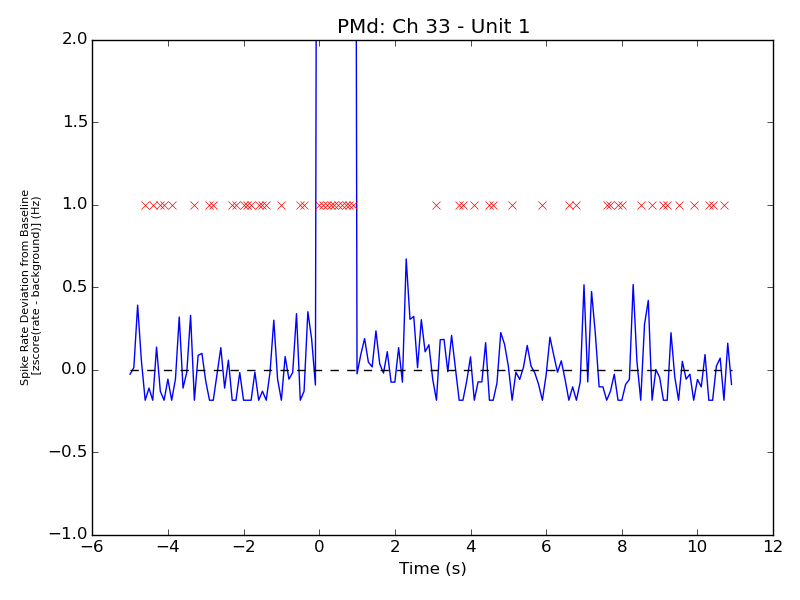 PMd: Ch 33 - Unit 1
2.0
1.5
1.0
0.5
0.0
−0.5
−1.0
Spike Rate Deviation from Baseline
[zscore(rate - background)] (Hz)
−6 −4 −2 0 2 4 6 8 10 12
Time (s)